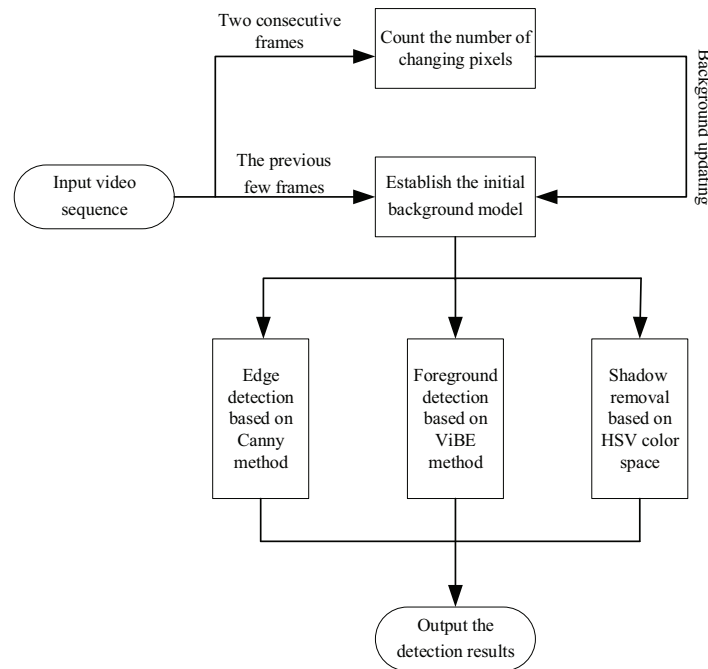 Two consecutive
frames
Count the number of
changing pixels
Background updating
Input video
sequence
The previous
few frames
Establish the initial
background model
Edge
detection
based on
Canny
method
Foreground
detection
based on
ViBE
method
Shadow
removal
based on
HSV color
space
Output the
detection results